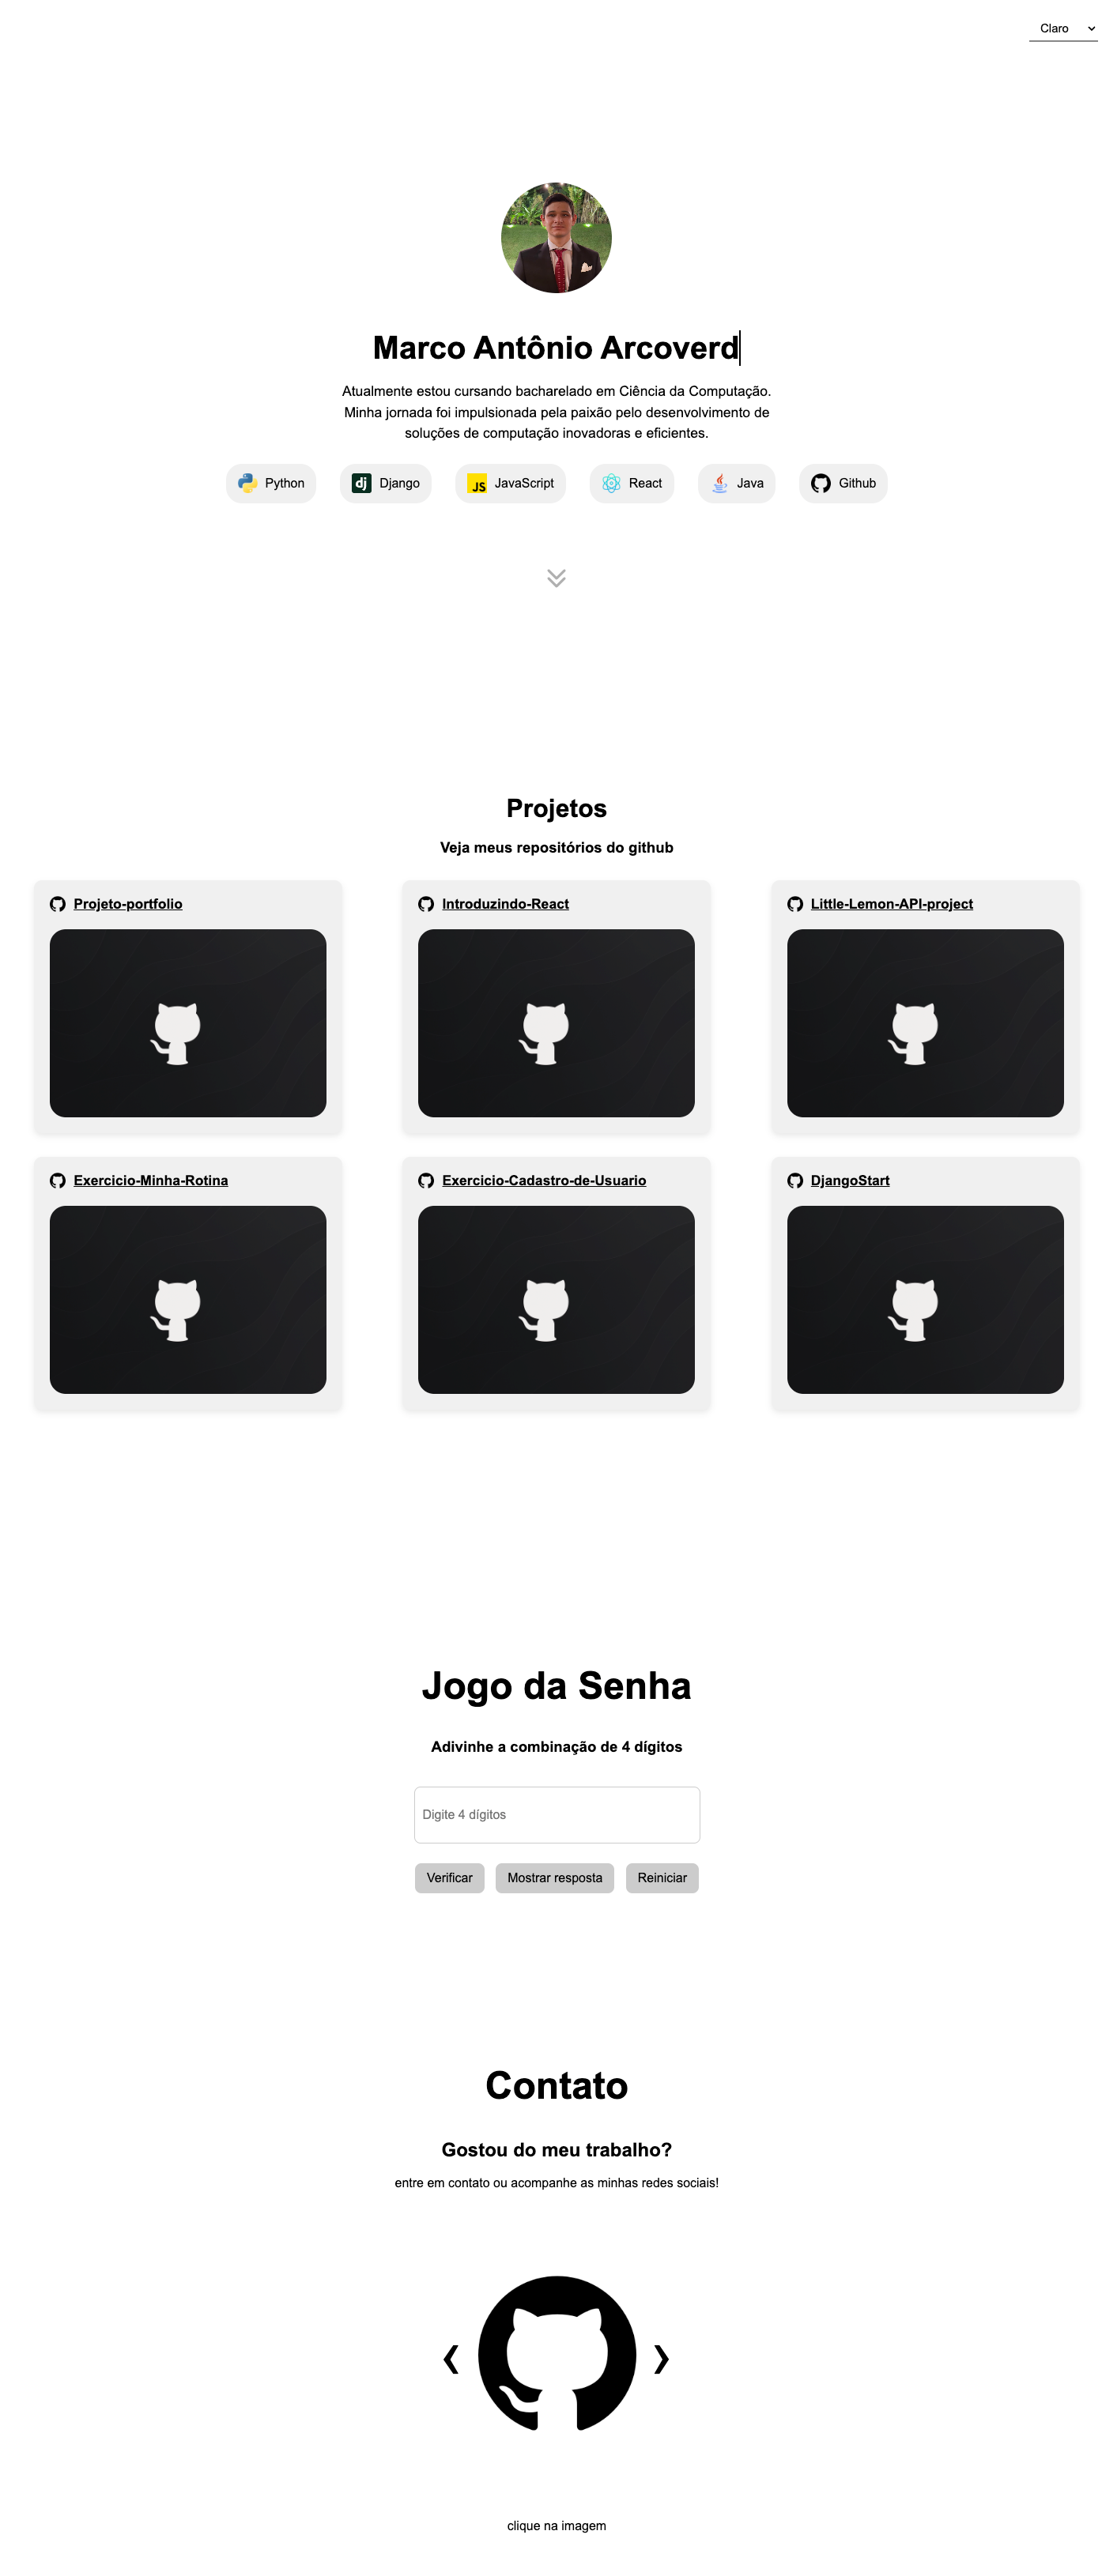 Claro
Marco Antônio Arcoverd
Atualmente estou cursando bacharelado em Ciência da Computação.
Minha jornada foi impulsionada pela paixão pelo desenvolvimento de
soluções de computação inovadoras e eficientes.
Python
dj
Django
JS
JavaScript
React
Java
Github
Projetos
Veja meus repositórios do github
Projeto-portfolio
Introduzindo-React
Little-Lemon-API-project
Exercicio-Minha-Rotina
Exercicio-Cadastro-de-Usuario
DjangoStart
Jogo da Senha
Adivinhe a combinação de 4 dígitos
Digite 4 dígitos
Verificar
Mostrar resposta
Reiniciar
Contato
Gostou do meu trabalho?
entre em contato ou acompanhe as minhas redes sociais!
clique na imagem